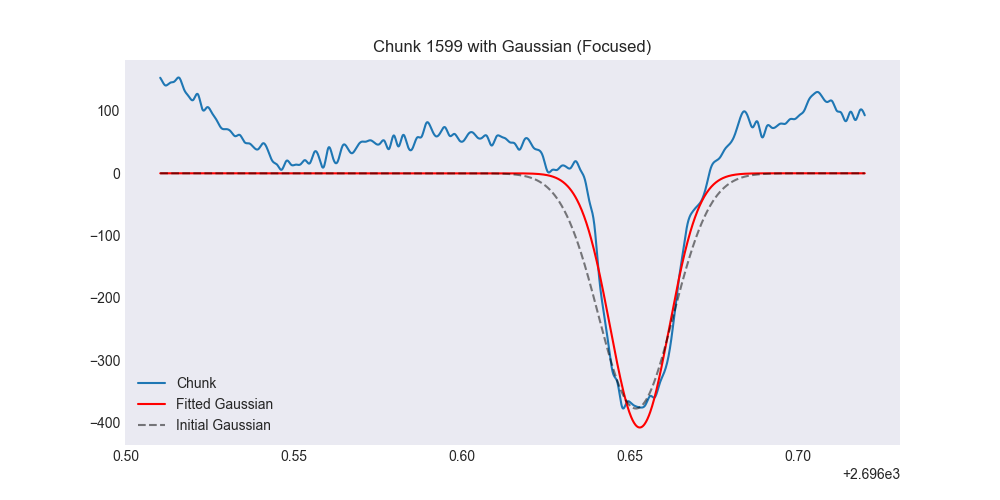 Chunk 1599 with Gaussian (Focused)
100
0
−100
−200
−300
−400
Chunk
Fitted Gaussian
Initial Gaussian
0.50 0.55 0.60 0.65 0.70
+2.696e3